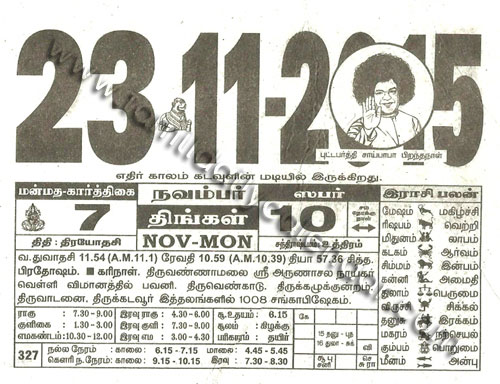 23-11-2015
புட்டபர்த்தி சாய்பாபா பிறந்தநாள்
எதிர் காலம் கடவுளின் மடியில் இருக்கிறது.
மன்மத-கார்த்திகை நவம்பர் ஸபர் இராசி பலன்
7 திங்கள் 10
திதி : திரயோதசி NOV-MON சந்திராஷ்டமம்-உத்திரம்
மேஷம் மகிழ்ச்சி
ரிஷபம் வெற்றி
மிதுனம் லாபம்
கடகம் ஆர்வம்
சிம்மம் இன்பம்
கன்னி அமைதி
துலாம் பெருமை
விருச்சி வறுமை
தனுசு சிக்கல்
மகரம் இரக்கம்
கும்பம் முயற்சி
மீனம் அன்பு
வ.துவாதசி 11.54 (A.M.11.1) ரேவதி 10.59 (A.M.10.39) தியா 57.36 சித்த.
பிரதோஷம். ■ கரிநாள். திருவண்ணாமலை ஸ்ரீ அருணாசல நாயகர்
வெள்ளி விமானத்தில் பவனி. திருவெண்காடு. திருக்கழுக்குன்றம்
திருவாடனை. திருக்கடவூர் இத்தலங்களில் 1008 சங்காபிஷேகம்.
ராகு : 7.30 - 9.00 இரவு ராகு : 4.30 - 6.00 சூ.உதயம் : 6.15
குளிகை : 1.30 - 3.00 இரவு குளி : 7.30 - 9.00 சூலம் : கிழக்கு
எமகண்டம்:10.30-12.00 இரவு எம : 3.00 - 4.30 பரிகாரம் : தயிர்
327 நல்ல நேரம் : காலை: 6.15 - 7.15 மாலை: 4.45 - 5.45
கௌரி ந.நேரம் : காலை: 9.15 - 10.15 பகல்: 7.30 - 8.30
கே
15 தனு - புத
16 துலா - சுக்
வி
சூ பு சனி
செ சு ரா